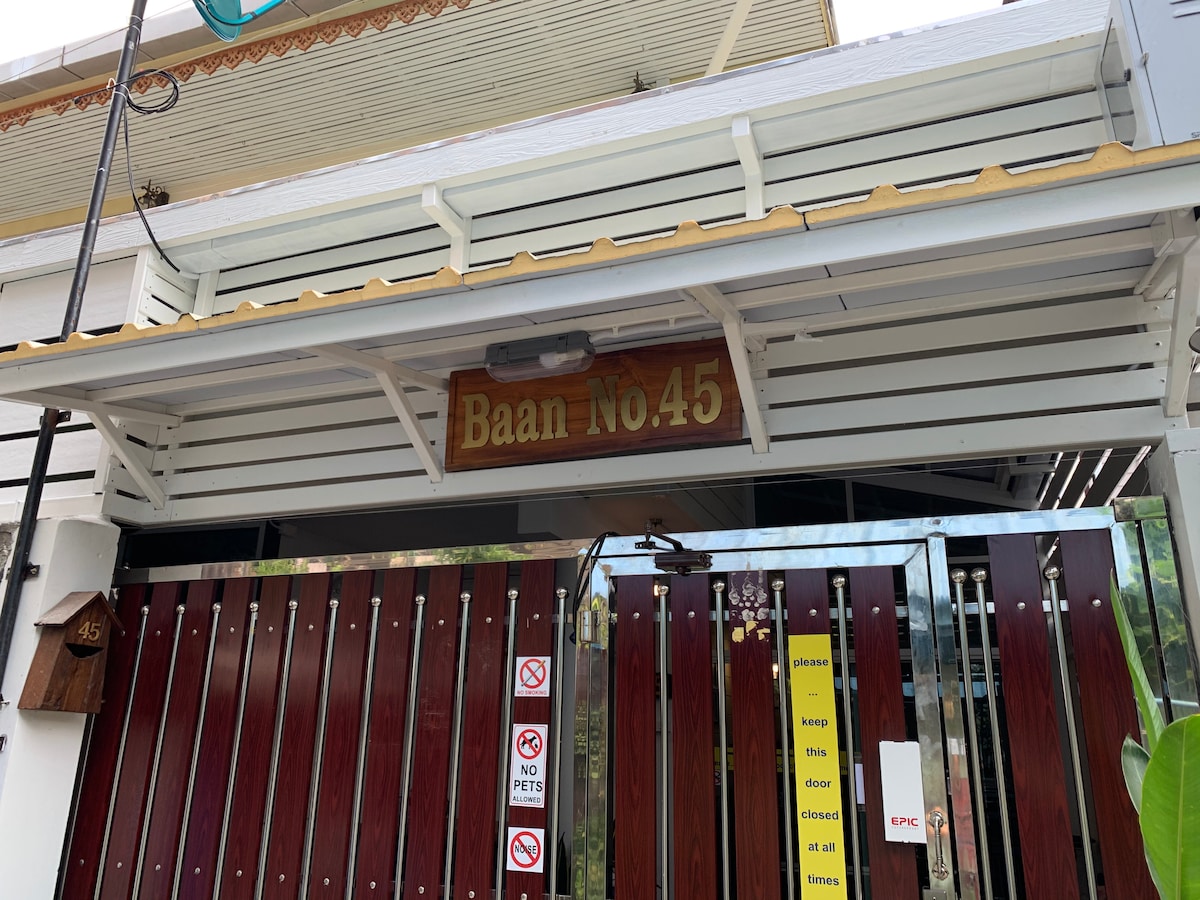 Baan No.45
45
NO SMOKING
NO
PETS
ALLOWED
NOISE
please
...
keep
this
door
closed
at all
times
EPIC